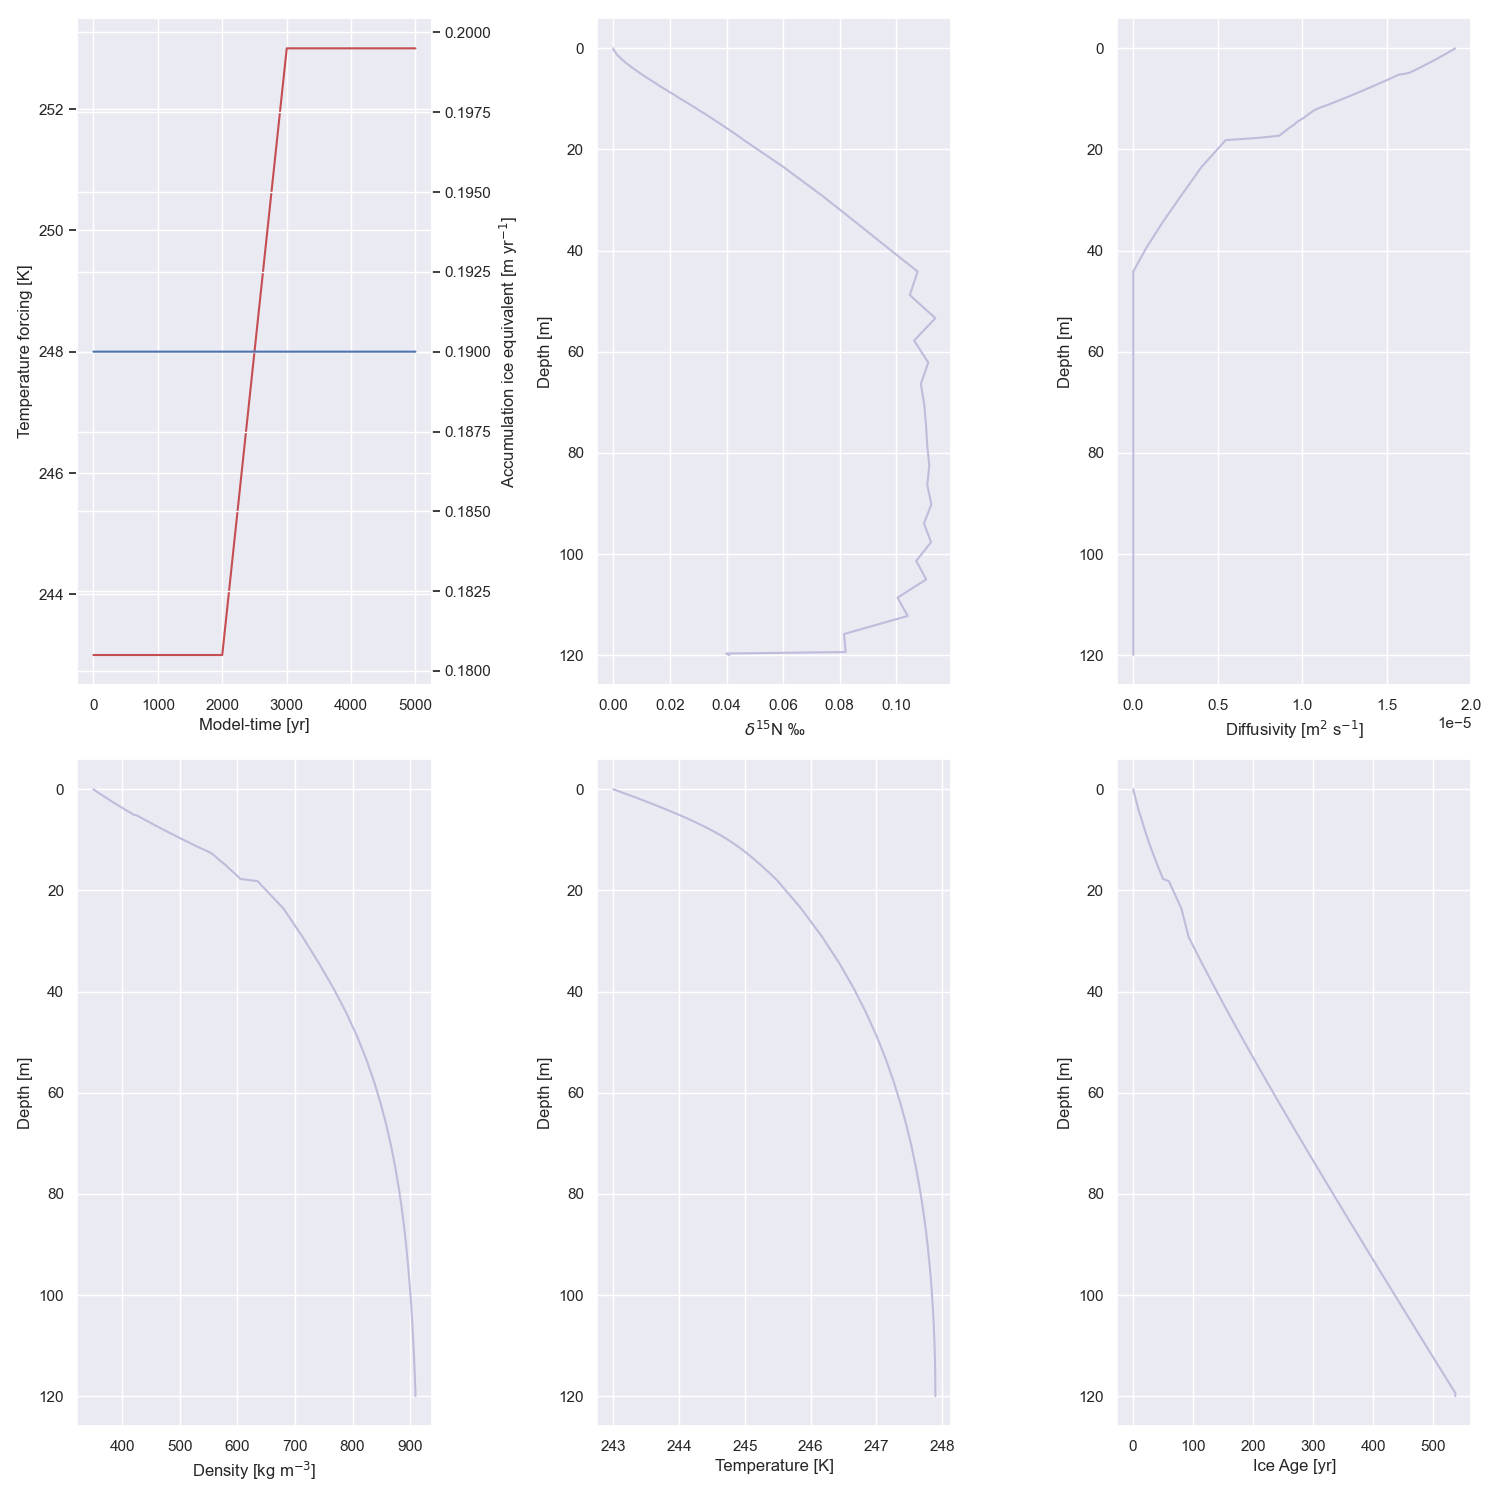 Temperature forcing [K]
252
250
248
246
244
0.2000
0.1975
0.1950
0.1925
0.1900
0.1875
0.1850
0.1825
0.1800
Accumulation ice equivalent [m yr⁻¹]
0 1000 2000 3000 4000 5000
Model-time [yr]
Depth [m]
0
20
40
60
80
100
120
0.00 0.02 0.04 0.06 0.08 0.10
δ¹⁵N ‰
Depth [m]
0
20
40
60
80
100
120
0.0 0.5 1.0 1.5 2.0
1e−5
Diffusivity [m² s⁻¹]
Depth [m]
0
20
40
60
80
100
120
400 500 600 700 800 900
Density [kg m⁻³]
Depth [m]
0
20
40
60
80
100
120
243 244 245 246 247 248
Temperature [K]
Depth [m]
0
20
40
60
80
100
120
0 100 200 300 400 500
Ice Age [yr]